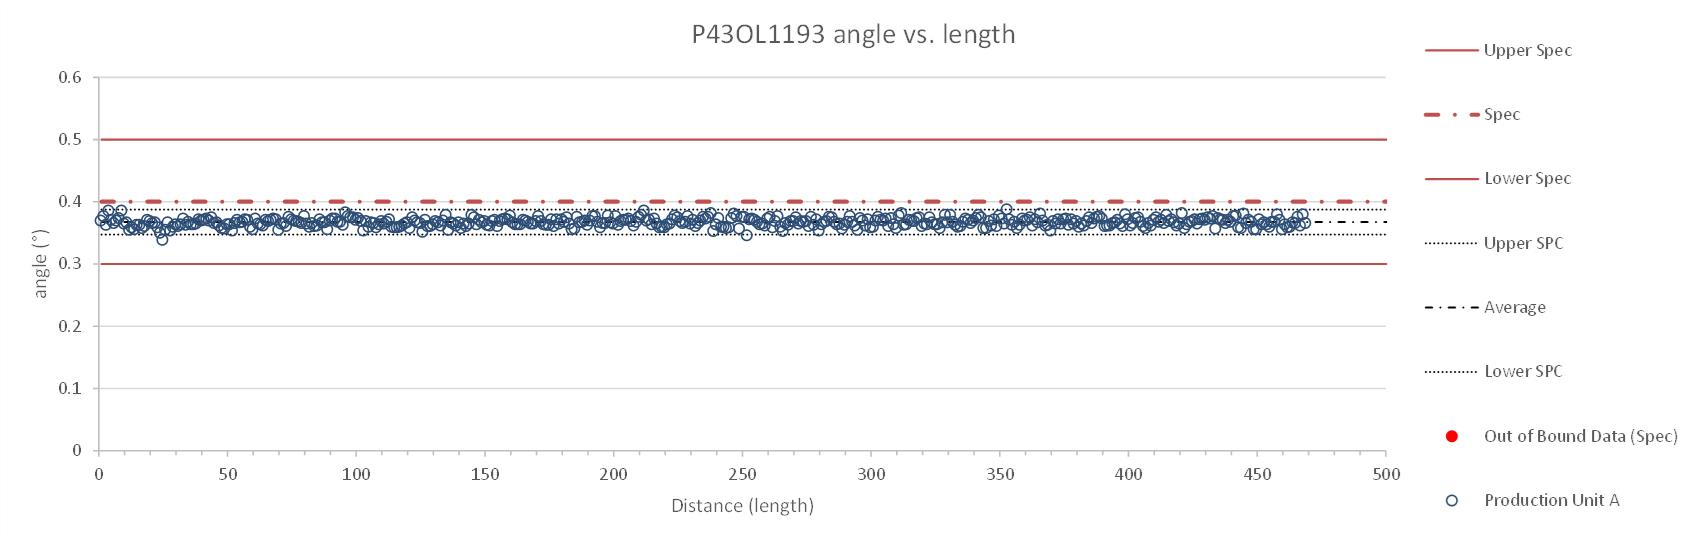 P43OL1193 angle vs. length
Upper Spec
Spec
Lower Spec
Upper SPC
Average
Lower SPC
Out of Bound Data (Spec)
Production Unit A
angle (°)
0.6
0.5
0.4
0.3
0.2
0.1
0
0 50 100 150 200 250 300 350 400 450 500
Distance (length)